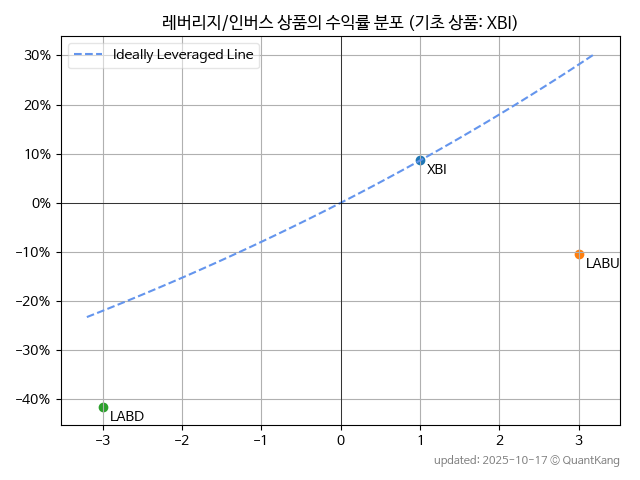 레버리지/인버스 상품의 수익률 분포 (기초 상품: XBI)
Ideally Leveraged Line
30%
20%
10%
0%
−10%
−20%
−30%
−40%
XBI
LABU
LABD
−3 −2 −1 0 1 2 3
updated: 2025-10-17 © QuantKang